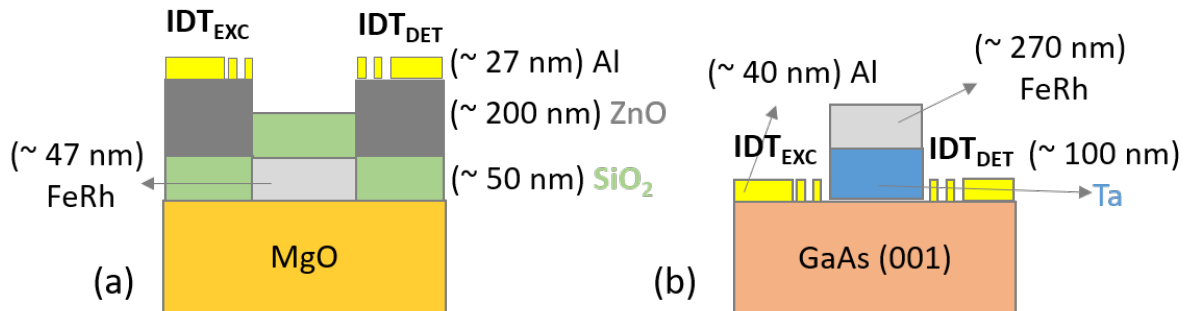 IDT_EXC
IDT_DET
(~ 27 nm) Al
(~ 200 nm) ZnO
(~ 47 nm)
FeRh
(~ 50 nm) SiO₂
MgO
(a)
(~ 270 nm)
FeRh
(~ 40 nm) Al
IDT_EXC
IDT_DET
(~ 100 nm)
Ta
GaAs (001)
(b)